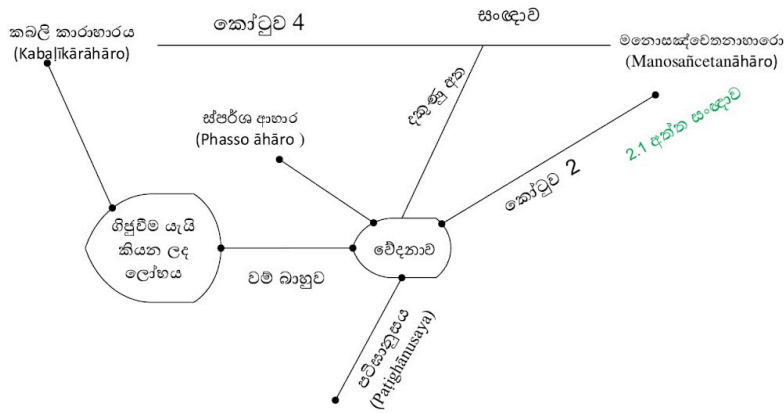 කබලි කාරාහාරය
(Kabaḷīkārāhāro)
කෝටුව 4
සංඥාව
මනොසඤ්චේතනාහාරො
(Manosañcetanāhāro)
දකුණු අත
ස්පර්ශ ආහාර
(Phasso āhāro )
2.1 අත්ත සංඥාව
කෝටුව 2
ගිජුවීම යැයි
කියන ලද
ලෝභය
වේදනාව
වම් බාහුව
පටිඝානුසය
(Paṭighānusaya)